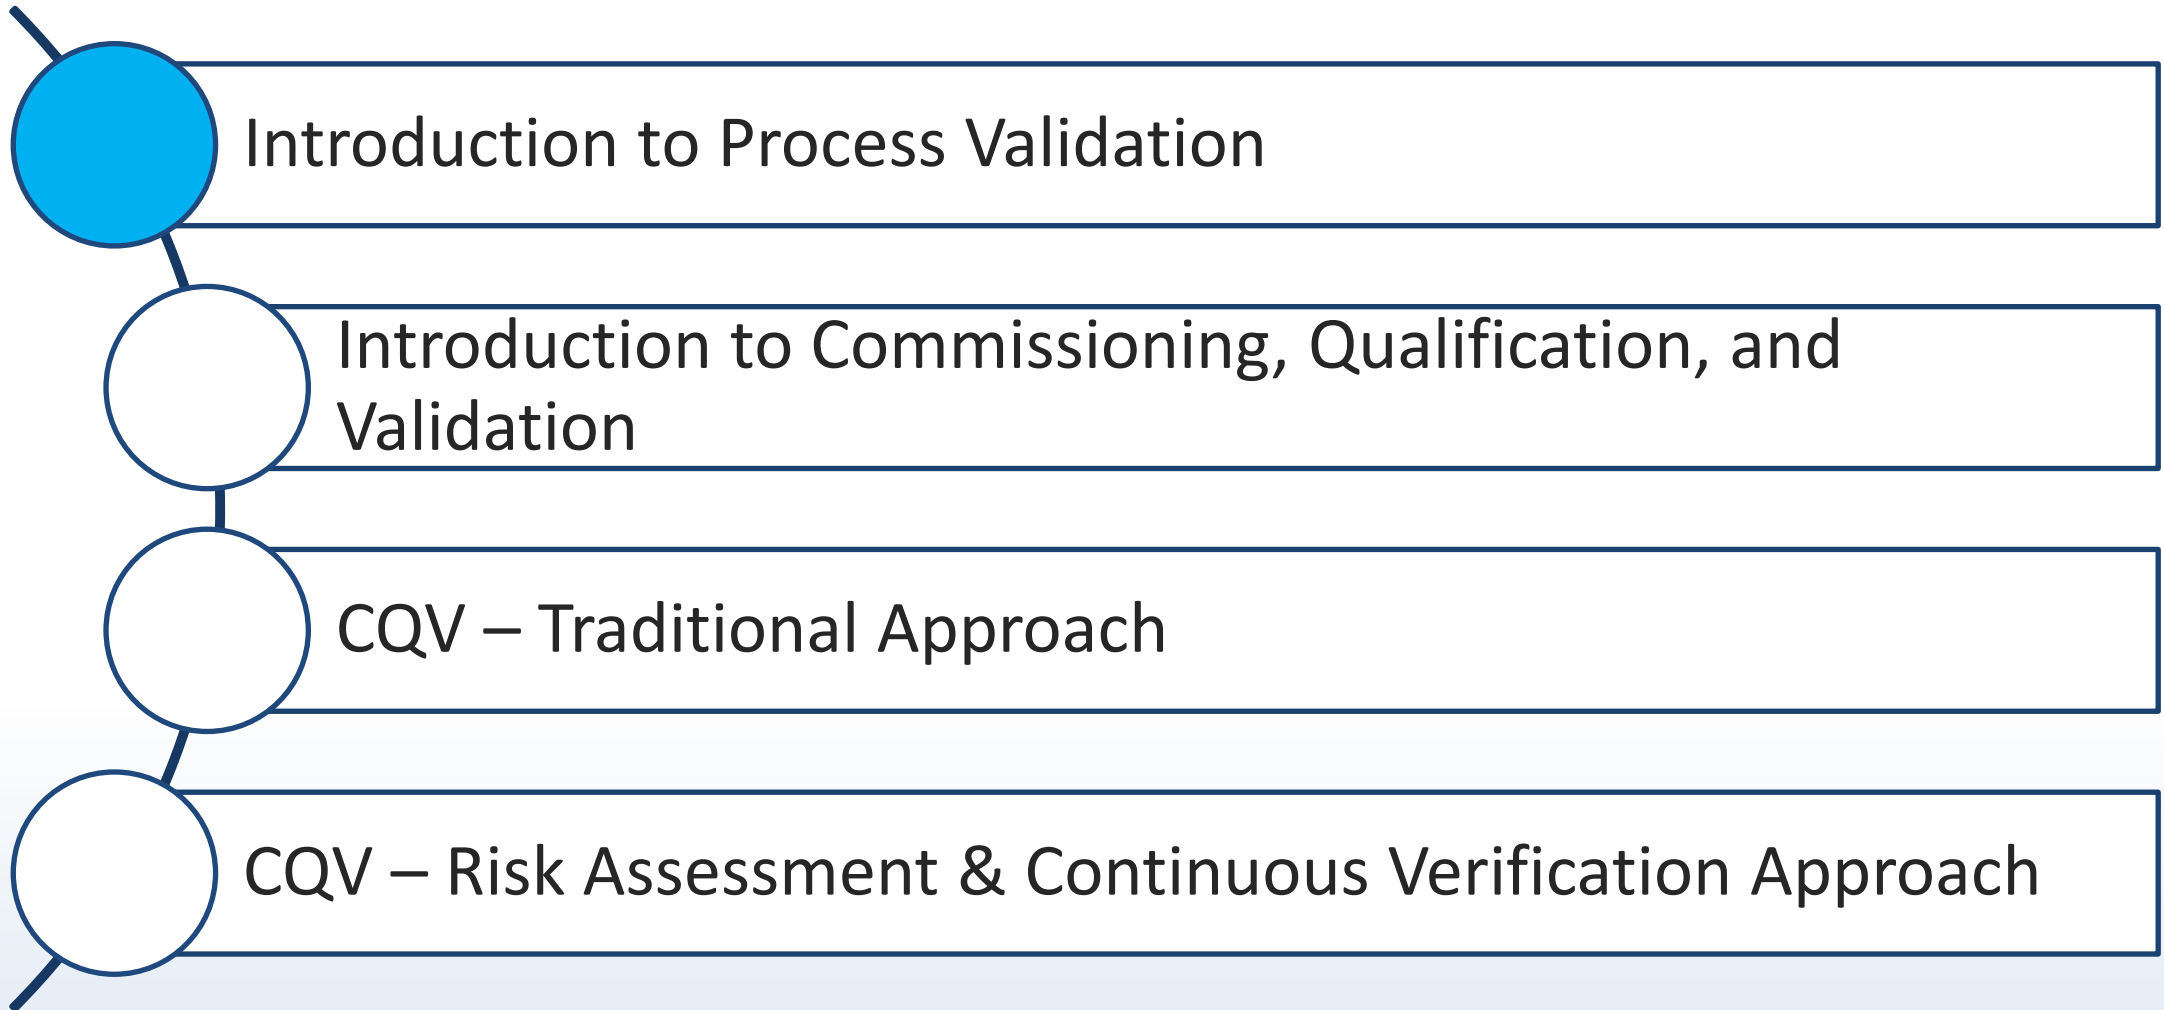 Introduction to Process Validation
Introduction to Commissioning, Qualification, and
Validation
CQV – Traditional Approach
CQV – Risk Assessment & Continuous Verification Approach